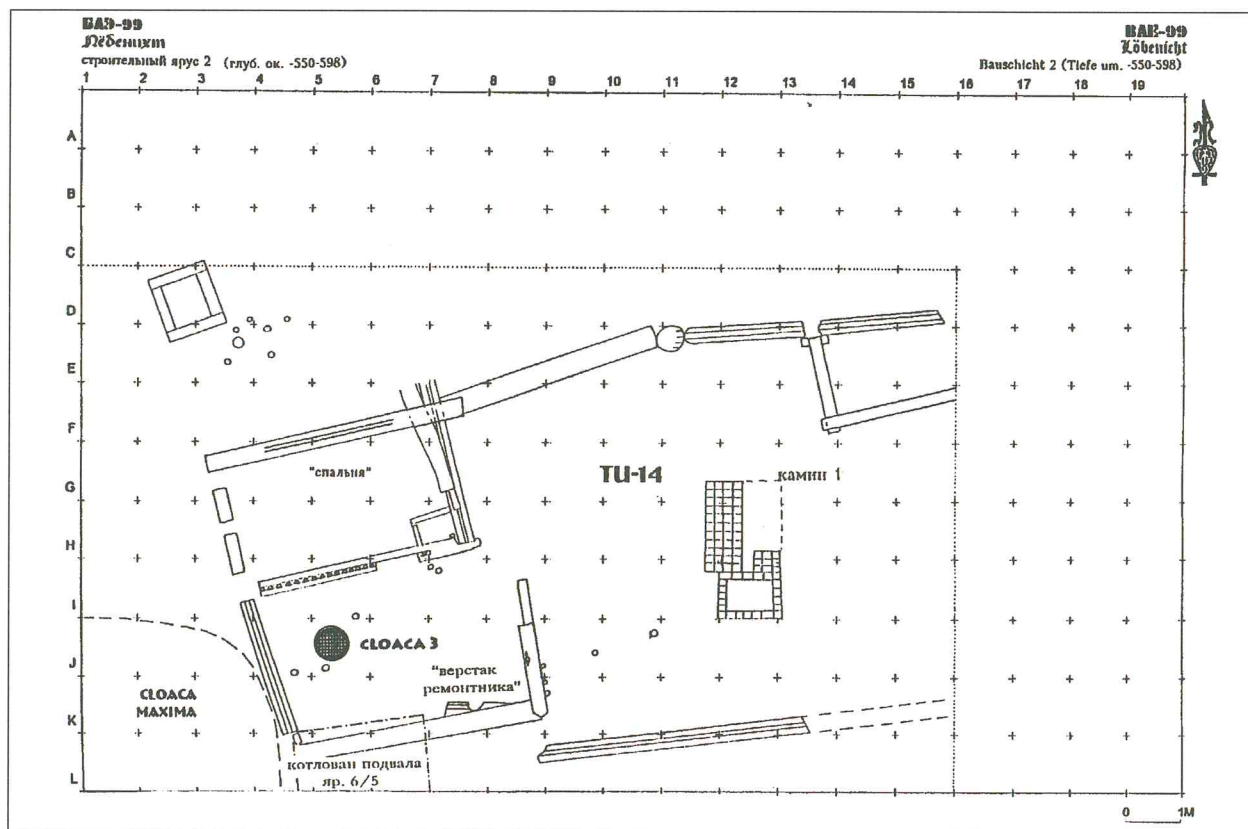 ВАЭ-99
Лёбенихт
строительный ярус 2 (глуб. ок. -550-598)
BAE-99
Löbenicht
Bauschicht 2 (Tiefe um. -550-598)
1 2 3 4 5 6 7 8 9 10 11 12 13 14 15 16 17 18 19
A
B
C
D
E
F
"спальня"
TU-14
камин 1
G
H
I
CLOACA 3
J
"верстак
ремонтника"
CLOACA
MAXIMA
K
котлован подвала
яр. 6/5
L
0 1M